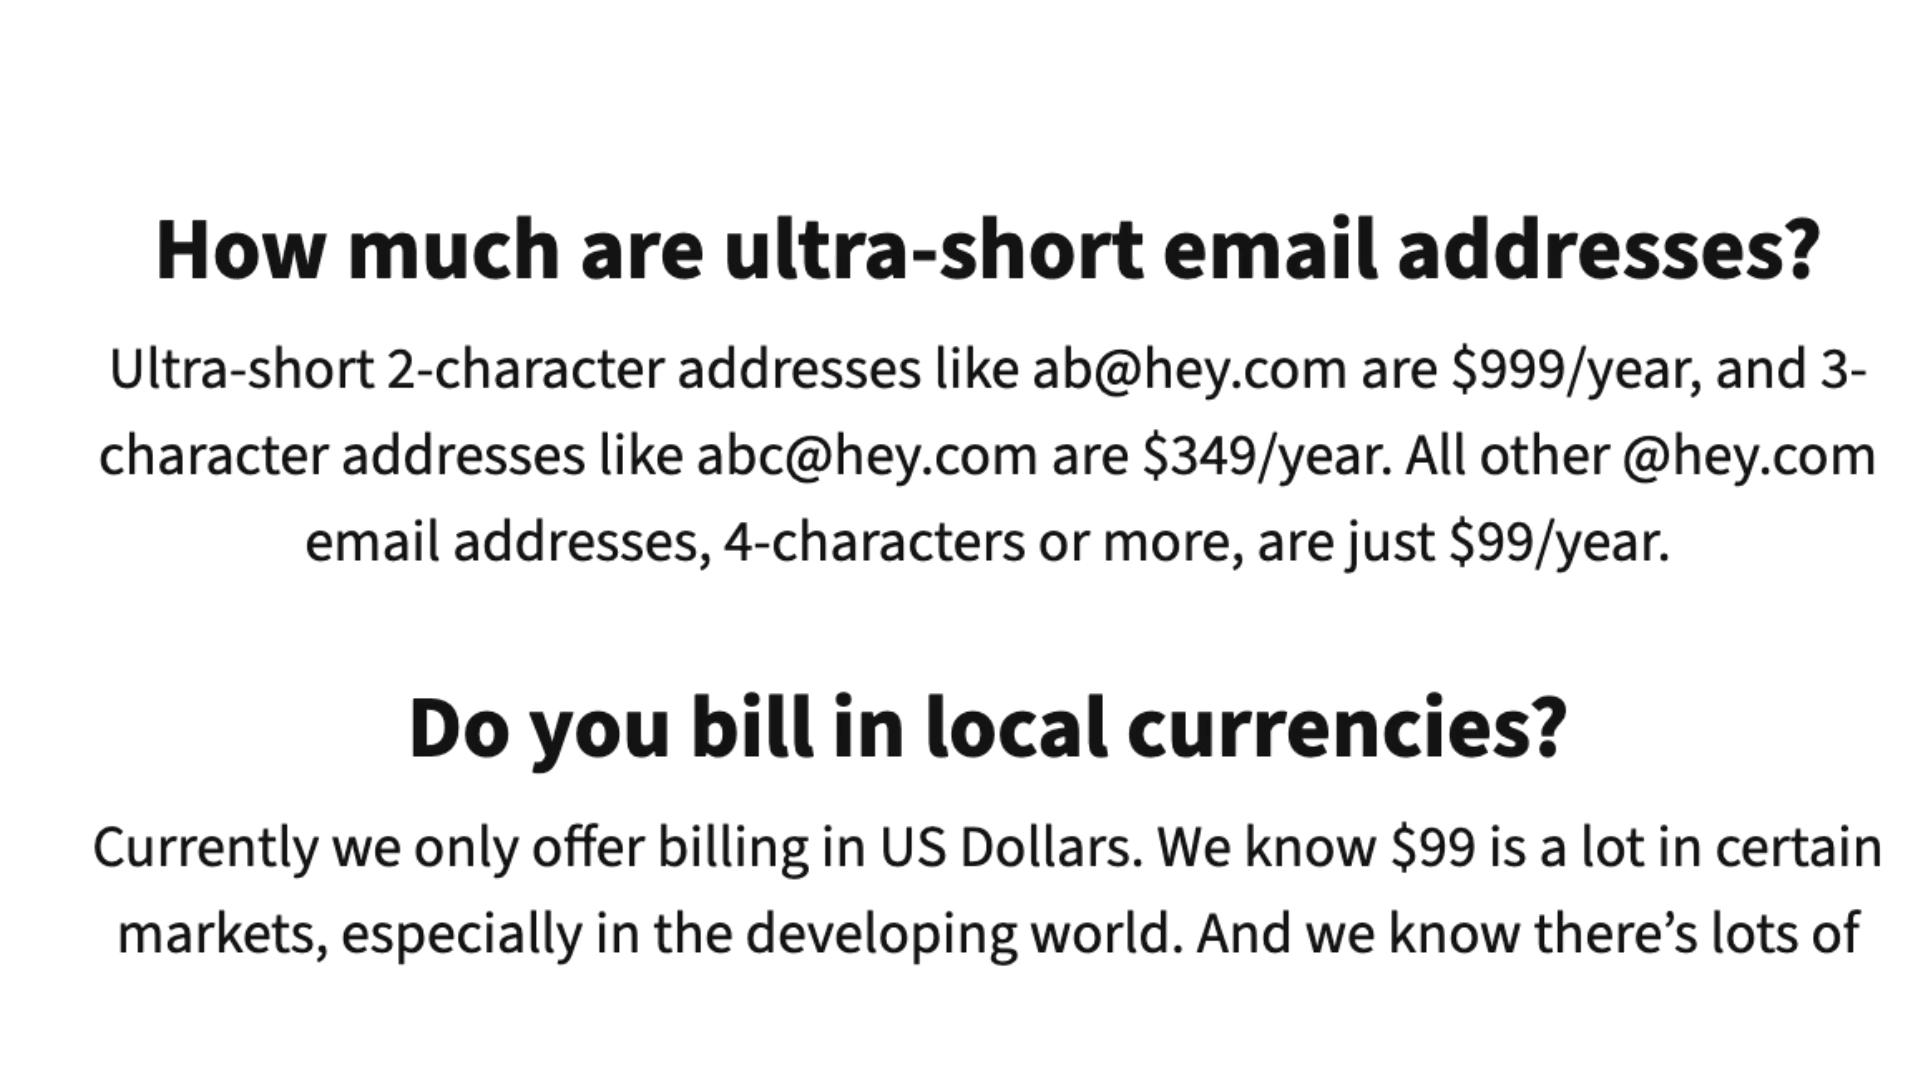 How much are ultra-short email addresses?
Ultra-short 2-character addresses like ab@hey.com are $999/year, and 3-
character addresses like abc@hey.com are $349/year. All other @hey.com
email addresses, 4-characters or more, are just $99/year.
Do you bill in local currencies?
Currently we only offer billing in US Dollars. We know $99 is a lot in certain
markets, especially in the developing world. And we know there’s lots of